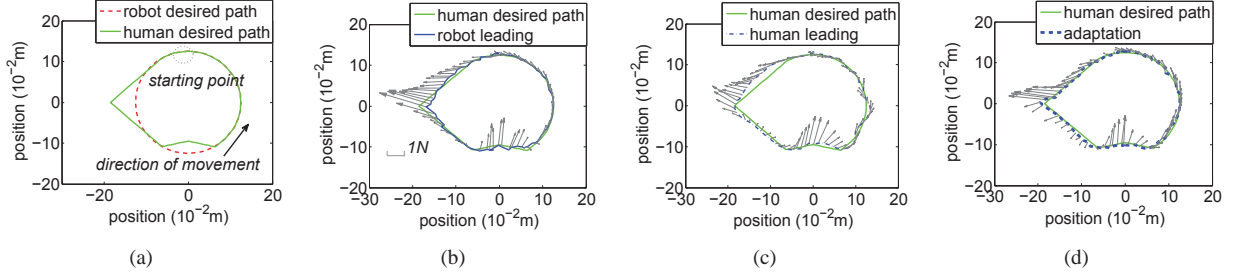 robot desired path
human desired path
20
10
0
−10
−20
−20
0
20
position (10⁻²m)
position (10⁻²m)
starting point
direction of movement
(a)
human desired path
robot leading
20
10
0
−10
−20
−30
−20
−10
0
10
20
position (10⁻²m)
position (10⁻²m)
1N
(b)
human desired path
human leading
20
10
0
−10
−20
−30
−20
−10
0
10
20
position (10⁻²m)
position (10⁻²m)
(c)
human desired path
adaptation
20
10
0
−10
−20
−30
−20
−10
0
10
20
position (10⁻²m)
position (10⁻²m)
(d)